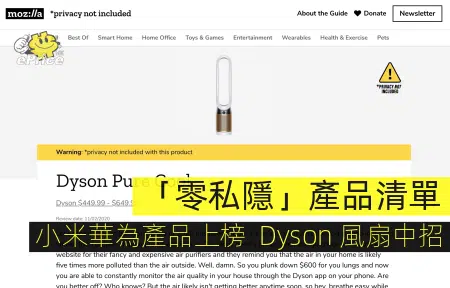 moz://a *privacy not included
About the Guide Donate Newsletter
Best Of Smart Home Home Office Toys & Games Entertainment Wearables Health & Exercise Pets
ePrice
*PRIVACY NOT INCLUDED
Warning: *privacy not included with this product
Dyson Pure Cool
「零私隱」產品清單
Dyson $449.99 - $649.9
Review date: 11/02/2020
小米華為產品上榜 Dyson 風扇中招
website for their fancy and expensive air purifiers and they remind you that the air in your home is likely
five times more polluted than the air outside. Well, damn. So you plunk down $600 for you lungs and now
you are able to constantly monitor the air quality in your house through the Dyson app on your phone. Are
you better off? Who knows? But the air likely isn't getting better anytime soon, so hey, breathe deep.